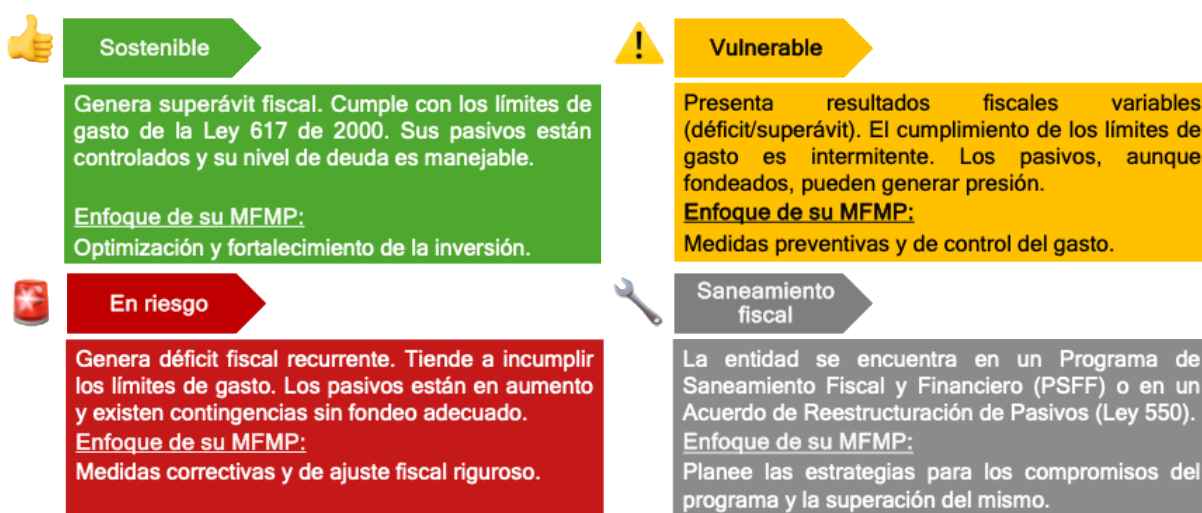 Sostenible
Genera superávit fiscal. Cumple con los límites de
gasto de la Ley 617 de 2000. Sus pasivos están
controlados y su nivel de deuda es manejable.
Enfoque de su MFMP:
Optimización y fortalecimiento de la inversión.
Vulnerable
Presenta resultados fiscales variables
(déficit/superávit). El cumplimiento de los límites de
gasto es intermitente. Los pasivos, aunque
fondeados, pueden generar presión.
Enfoque de su MFMP:
Medidas preventivas y de control del gasto.
En riesgo
Genera déficit fiscal recurrente. Tiende a incumplir
los límites de gasto. Los pasivos están en aumento
y existen contingencias sin fondeo adecuado.
Enfoque de su MFMP:
Medidas correctivas y de ajuste fiscal riguroso.
Saneamiento
fiscal
La entidad se encuentra en un Programa de
Saneamiento Fiscal y Financiero (PSFF) o en un
Acuerdo de Reestructuración de Pasivos (Ley 550).
Enfoque de su MFMP:
Planee las estrategias para los compromisos del
programa y la superación del mismo.